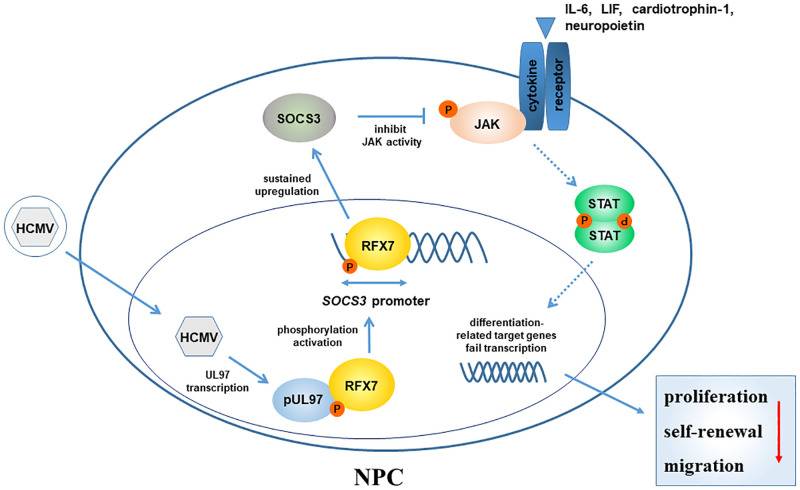 IL-6, LIF, cardiotrophin-1,
neuropoietin
cytokine
receptor
P
JAK
SOCS3
inhibit
JAK activity
sustained
upregulation
STAT
P
P
STAT
HCMV
RFX7
P
SOCS3 promoter
phosphorylation
activation
differentiation-
related target genes
fail transcription
HCMV
UL97
transcription
pUL97
RFX7
P
proliferation
self-renewal
migration
NPC